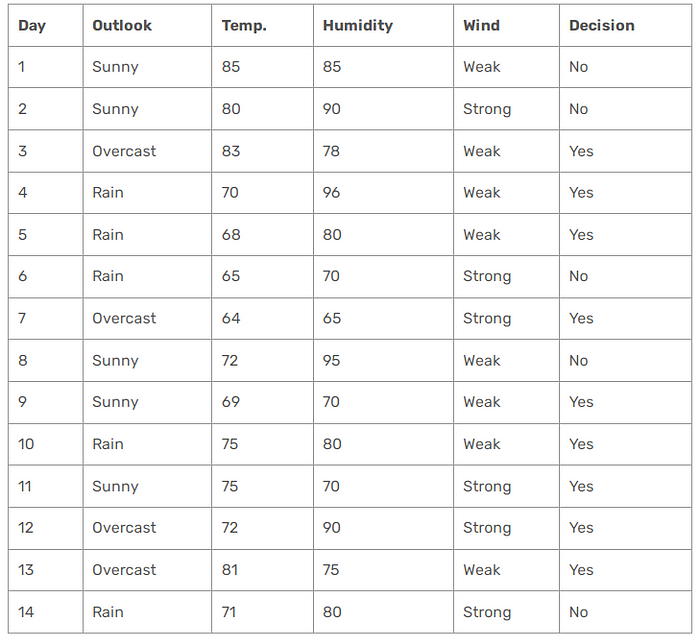 Day Outlook Temp. Humidity Wind Decision
1 Sunny 85 85 Weak No
2 Sunny 80 90 Strong No
3 Overcast 83 78 Weak Yes
4 Rain 70 96 Weak Yes
5 Rain 68 80 Weak Yes
6 Rain 65 70 Strong No
7 Overcast 64 65 Strong Yes
8 Sunny 72 95 Weak No
9 Sunny 69 70 Weak Yes
10 Rain 75 80 Weak Yes
11 Sunny 75 70 Strong Yes
12 Overcast 72 90 Strong Yes
13 Overcast 81 75 Weak Yes
14 Rain 71 80 Strong No